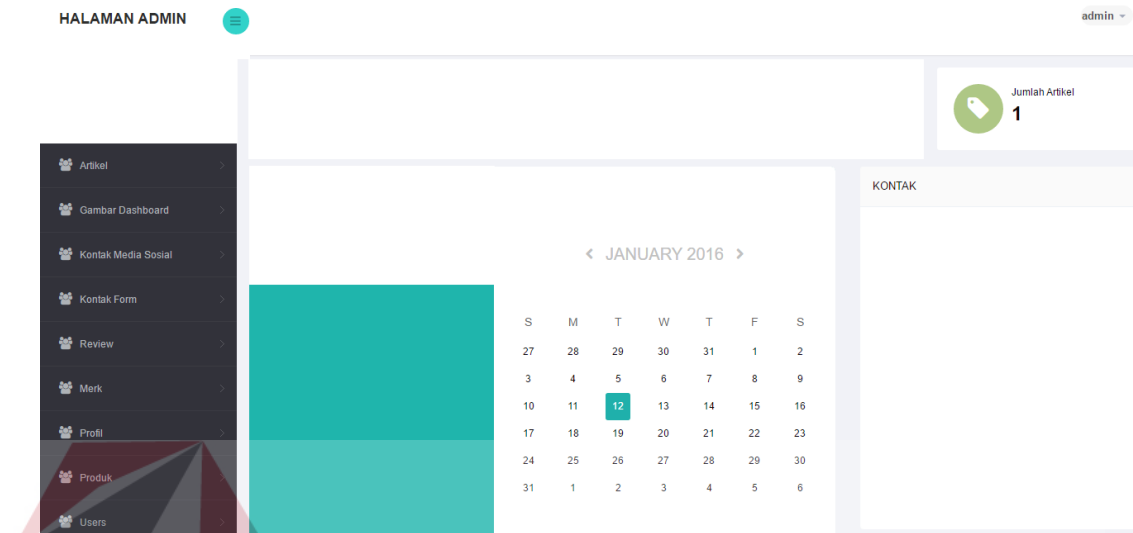 HALAMAN ADMIN
admin
Jumlah Artikel
1
Artikel
Gambar Dashboard
Kontak Media Sosial
Kontak Form
Review
Merk
Profil
Produk
Users
JANUARY 2016
S M T W T F S
27 28 29 30 31 1 2
3 4 5 6 7 8 9
10 11 12 13 14 15 16
17 18 19 20 21 22 23
24 25 26 27 28 29 30
31 1 2 3 4 5 6
KONTAK